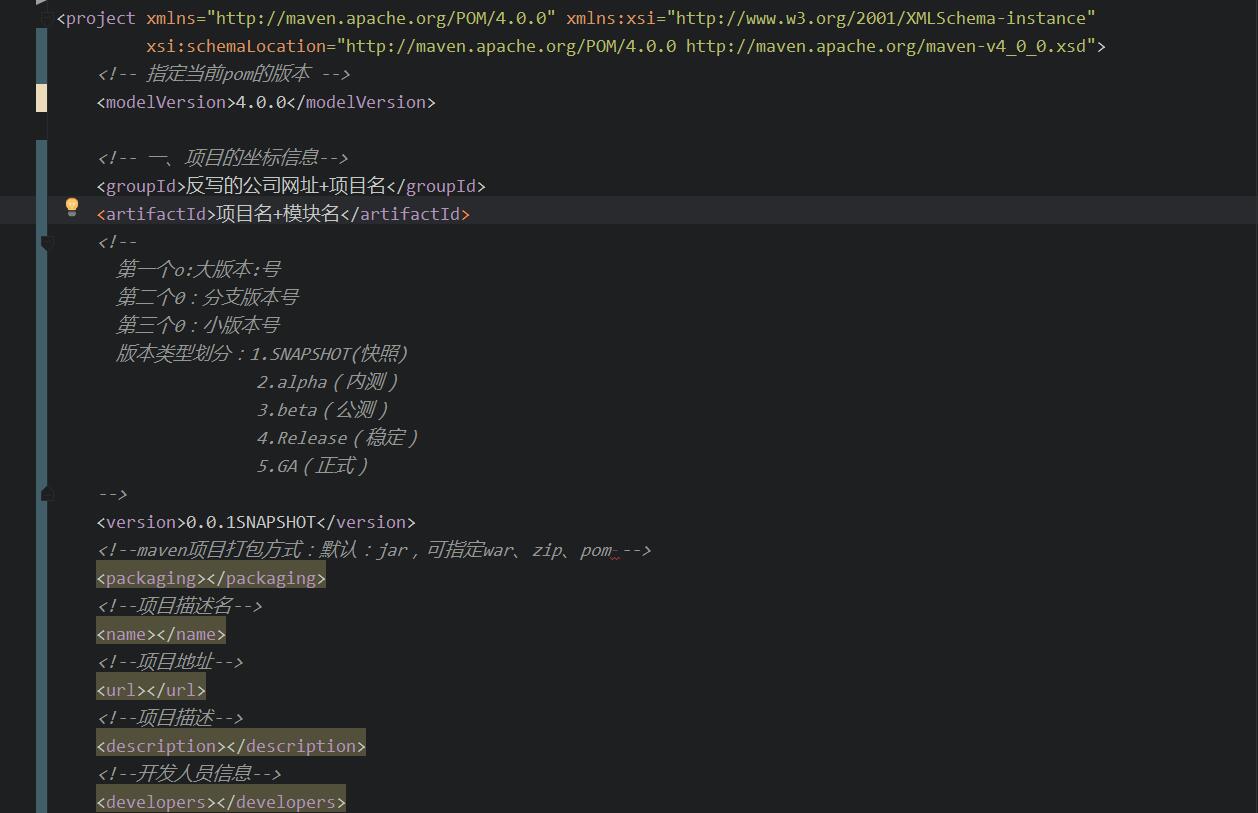 <project xmlns="http://maven.apache.org/POM/4.0.0" xmlns:xsi="http://www.w3.org/2001/XMLSchema-instance"
xsi:schemaLocation="http://maven.apache.org/POM/4.0.0 http://maven.apache.org/maven-v4_0_0.xsd">
<!-- 指定当前pom的版本 -->
<modelVersion>4.0.0</modelVersion>
<!-- 一、项目的坐标信息-->
<groupId>反写的公司网址+项目名</groupId>
<artifactId>项目名+模块名</artifactId>
<!--
第一个o:大版本:号
第二个0：分支版本号
第三个0：小版本号
版本类型划分：1.SNAPSHOT(快照)
2.alpha（内测）
3.beta（公测）
4.Release（稳定）
5.GA（正式）
-->
<version>0.0.1SNAPSHOT</version>
<!--maven项目打包方式：默认：jar，可指定war、zip、pom -->
<packaging></packaging>
<!--项目描述名-->
<name></name>
<!--项目地址-->
<url></url>
<!--项目描述-->
<description></description>
<!--开发人员信息-->
<developers></developers>